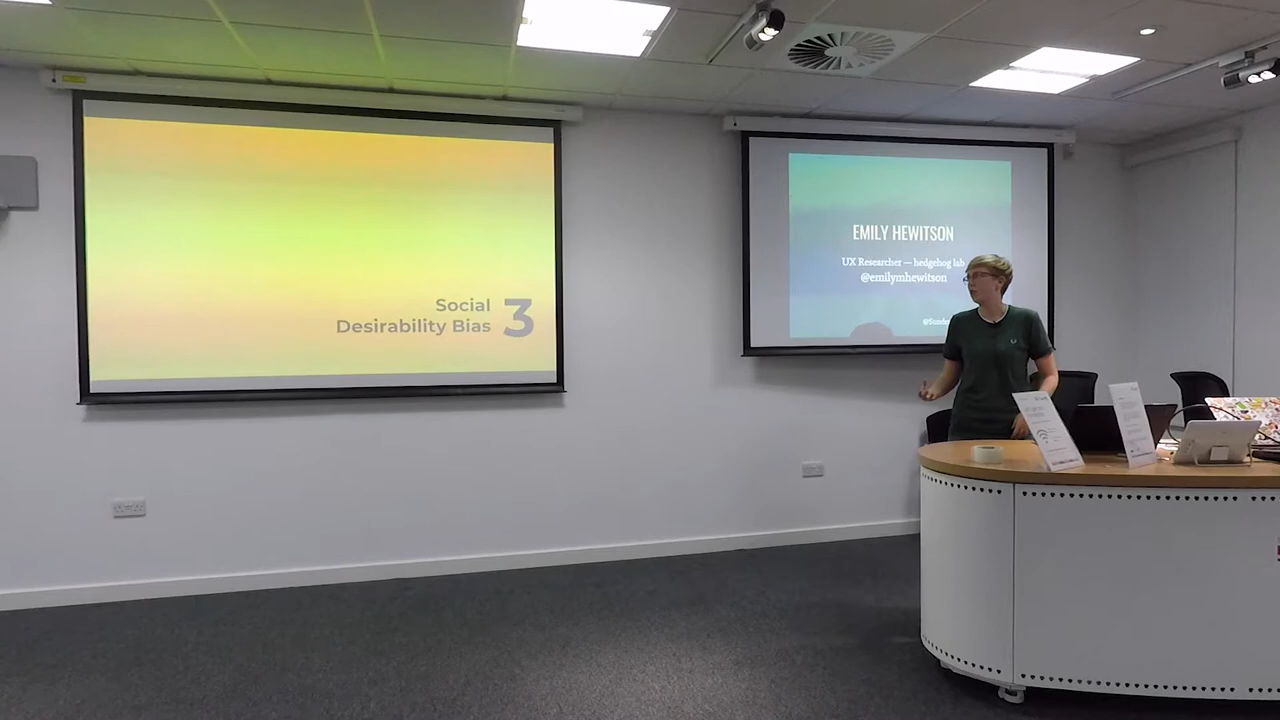 Social
Desirability Bias
3
EMILY HEWITSON
UX Researcher — hedgehog lab
@emilymhewitson